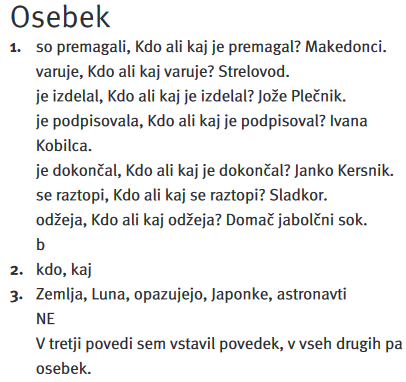 Osebek
1. so premagali, Kdo ali kaj je premagal? Makedonci.
varuje, Kdo ali kaj varuje? Strelovod.
je izdelal, Kdo ali kaj je izdelal? Jože Plečnik.
je podpisovala, Kdo ali kaj je podpisoval? Ivana
Kobilca.
je dokončal, Kdo ali kaj je dokončal? Janko Kersnik.
se raztopi, Kdo ali kaj se raztopi? Sladkor.
odžeja, Kdo ali kaj odžeja? Domač jabolčni sok.
b
2. kdo, kaj
3. Zemlja, Luna, opazujejo, Japonke, astronavti
NE
V tretji povedi sem vstavil povedek, v vseh drugih pa
osebek.